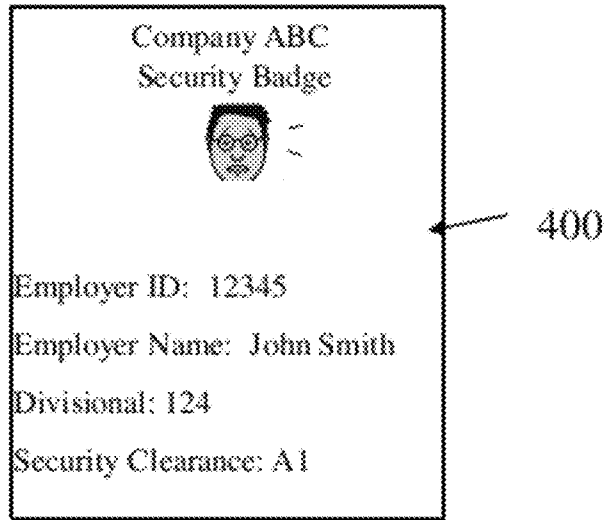 Company ABC
Security Badge
400
Employer ID: 12345
Employer Name: John Smith
Divisional: 124
Security Clearance: A1